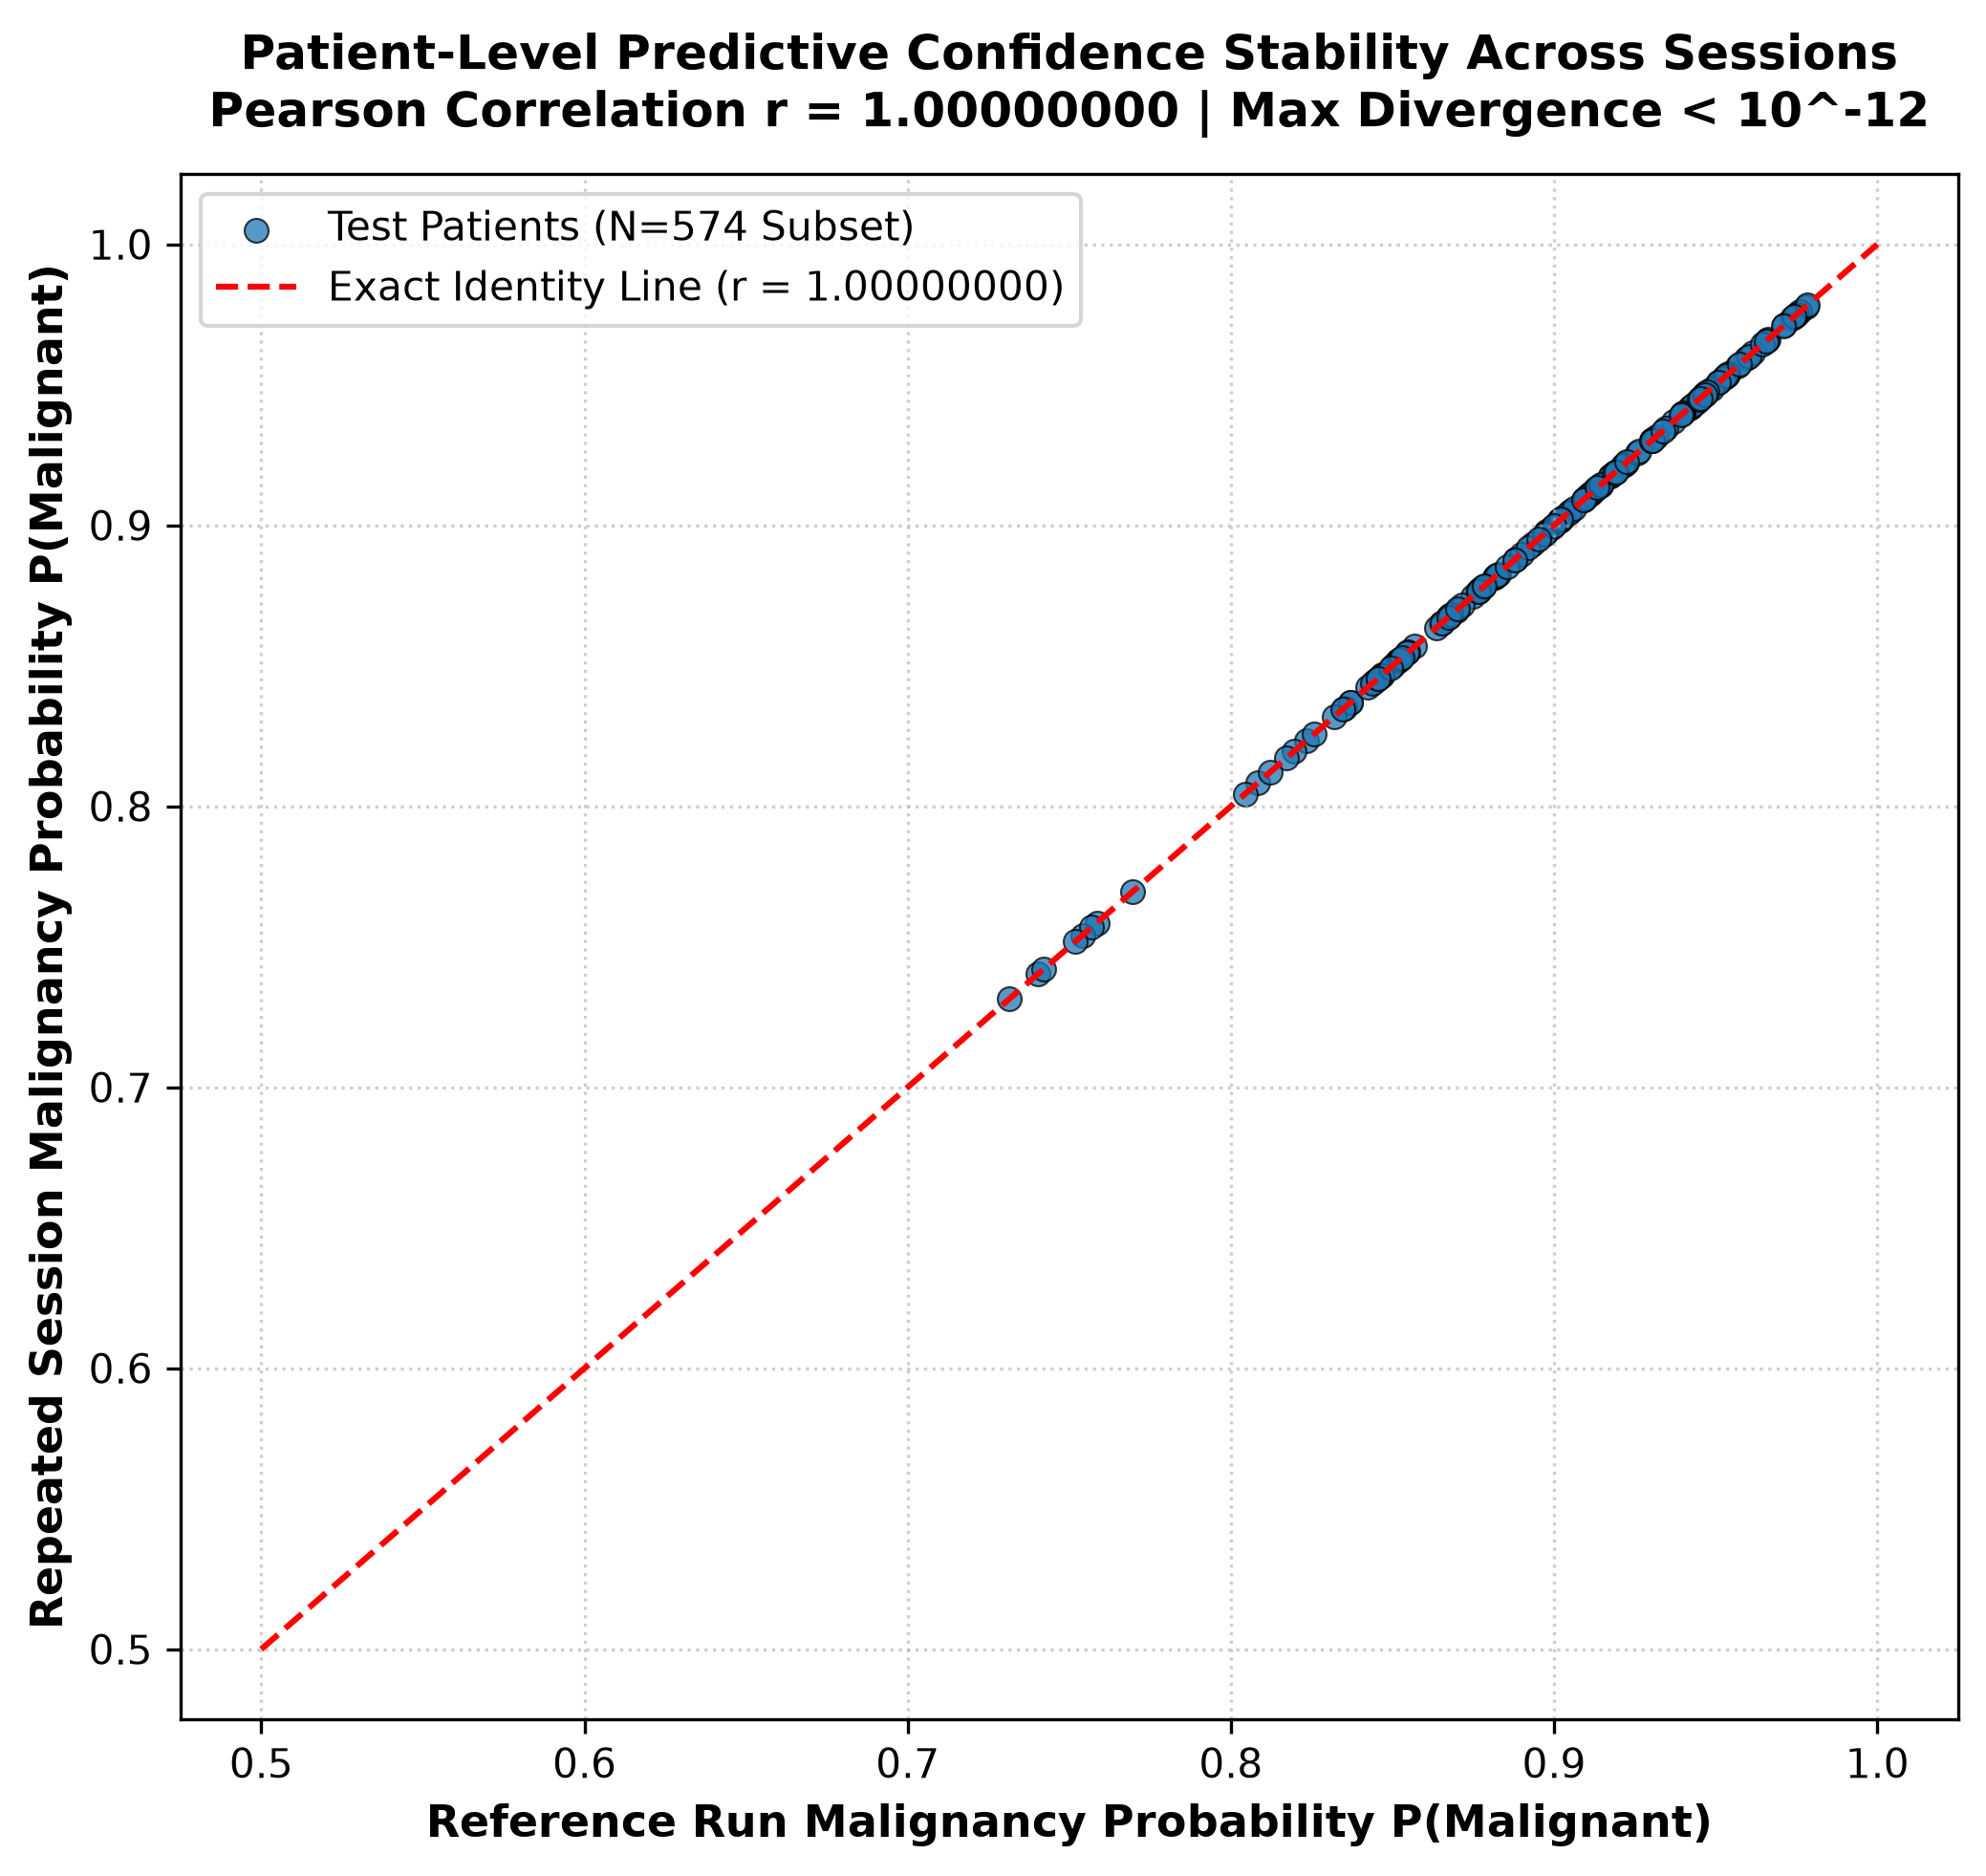 Patient-Level Predictive Confidence Stability Across Sessions
Pearson Correlation r = 1.00000000 | Max Divergence < 10^-12
Test Patients (N=574 Subset)
Exact Identity Line (r = 1.00000000)
Repeated Session Malignancy Probability P(Malignant)
1.0
0.9
0.8
0.7
0.6
0.5
0.5
0.6
0.7
0.8
0.9
1.0
Reference Run Malignancy Probability P(Malignant)